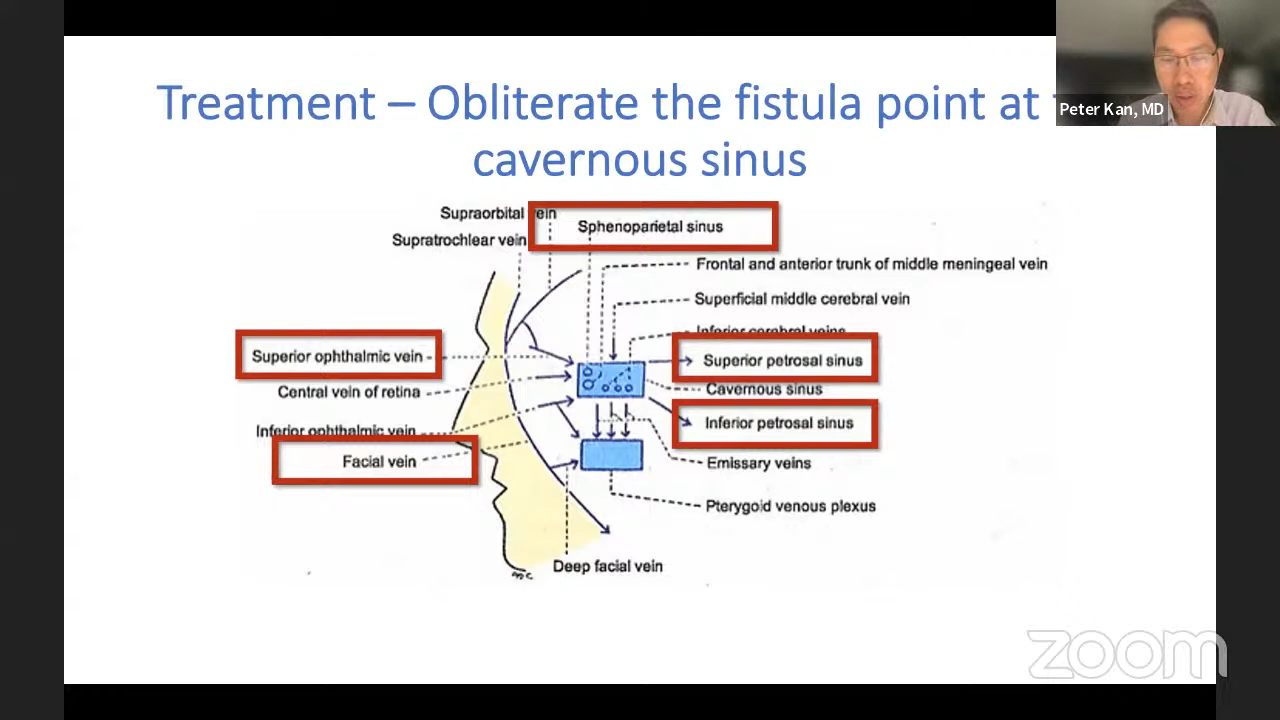 Treatment – Obliterate the fistula point at
cavernous sinus
Peter Kan, MD
Supraorbital vein
Sphenoparietal sinus
Supratrochlear vein
Frontal and anterior trunk of middle meningeal vein
Superficial middle cerebral vein
Inferior cerebral veins
Superior ophthalmic vein
Superior petrosal sinus
Central vein of retina
Cavernous sinus
Inferior ophthalmic vein
Inferior petrosal sinus
Facial vein
Emissary veins
Pterygoid venous plexus
Deep facial vein
zoom